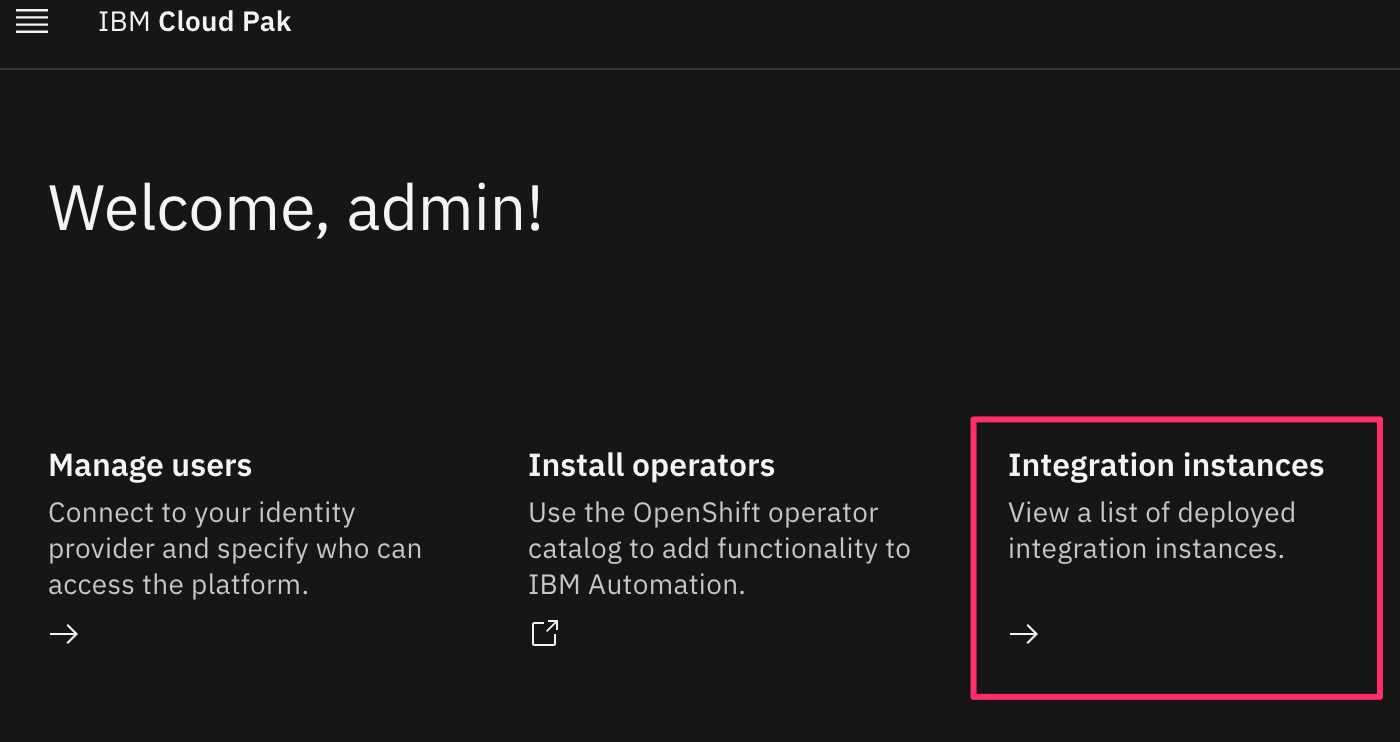 IBM Cloud Pak
Welcome, admin!
Manage users
Connect to your identity
provider and specify who can
access the platform.
Install operators
Use the OpenShift operator
catalog to add functionality to
IBM Automation.
Integration instances
View a list of deployed
integration instances.